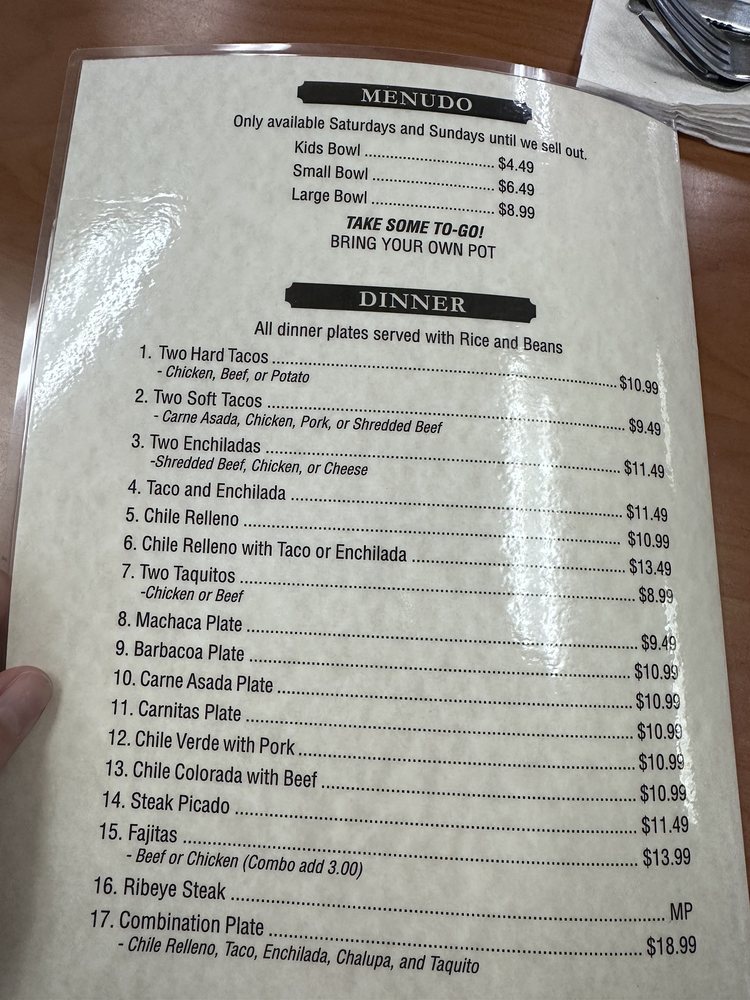 MENUDO
Only available Saturdays and Sundays until we sell out.
Kids Bowl ................................ $4.49
Small Bowl .............................. $6.49
Large Bowl .............................. $8.99
TAKE SOME TO-GO!
BRING YOUR OWN POT
DINNER
All dinner plates served with Rice and Beans
1. Two Hard Tacos ........................................ $10.99
- Chicken, Beef, or Potato
2. Two Soft Tacos ........................................ $9.49
- Carne Asada, Chicken, Pork, or Shredded Beef
3. Two Enchiladas ........................................ $11.49
-Shredded Beef, Chicken, or Cheese
4. Taco and Enchilada ........................................ $11.49
5. Chile Relleno ........................................ $10.99
6. Chile Relleno with Taco or Enchilada ........................................ $13.49
7. Two Taquitos ........................................ $8.99
-Chicken or Beef
8. Machaca Plate ........................................ $9.49
9. Barbacoa Plate ........................................ $10.99
10. Carne Asada Plate ........................................ $10.99
11. Carnitas Plate ........................................ $10.99
12. Chile Verde with Pork ........................................ $10.99
13. Chile Colorada with Beef ........................................ $10.99
14. Steak Picado ........................................ $11.49
15. Fajitas ........................................ $13.99
- Beef or Chicken (Combo add 3.00)
16. Ribeye Steak ........................................ MP
17. Combination Plate ........................................ $18.99
- Chile Relleno, Taco, Enchilada, Chalupa, and Taquito